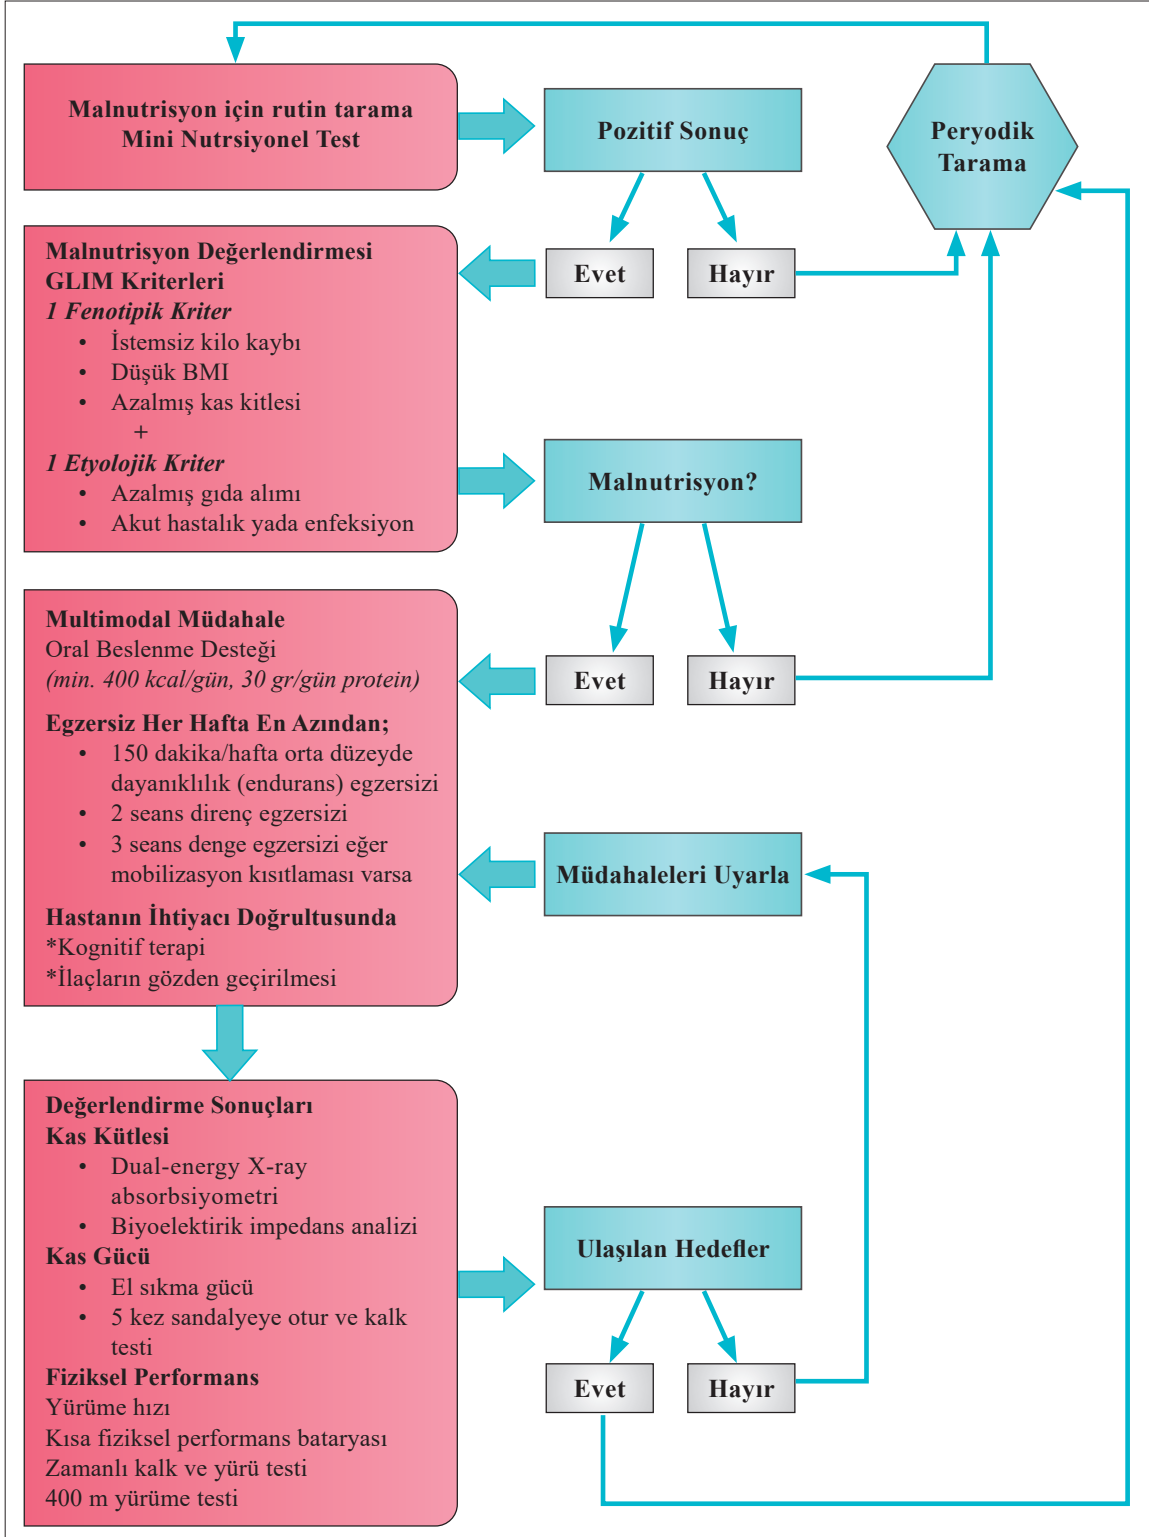 Malnutrisyon için rutin tarama
Mini Nutrsiyonel Test
Pozitif Sonuç
Peryodik
Tarama
Evet
Hayır
Malnutrisyon Değerlendirmesi
GLIM Kriterleri
1 Fenotipik Kriter
• İstemsiz kilo kaybı
• Düşük BMI
• Azalmış kas kitlesi
+
1 Etyolojik Kriter
• Azalmış gıda alımı
• Akut hastalık yada enfeksiyon
Malnutrisyon?
Evet
Hayır
Multimodal Müdahale
Oral Beslenme Desteği
(min. 400 kcal/gün, 30 gr/gün protein)
Egzersiz Her Hafta En Azından;
• 150 dakika/hafta orta düzeyde
dayanıklılık (endurans) egzersizi
• 2 seans direnç egzersizi
• 3 seans denge egzersizi eğer
mobilizasyon kısıtlaması varsa
Hastanın İhtiyacı Doğrultusunda
*Kognitif terapi
*İlaçların gözden geçirilmesi
Müdahaleleri Uyarla
Değerlendirme Sonuçları
Kas Kütlesi
• Dual-energy X-ray
absorbsiyometri
• Biyoelektirik impedans analizi
Kas Gücü
• El sıkma gücü
• 5 kez sandalyeye otur ve kalk
testi
Fiziksel Performans
Yürüme hızı
Kısa fiziksel performans bataryası
Zamanlı kalk ve yürü testi
400 m yürüme testi
Ulaşılan Hedefler
Evet
Hayır